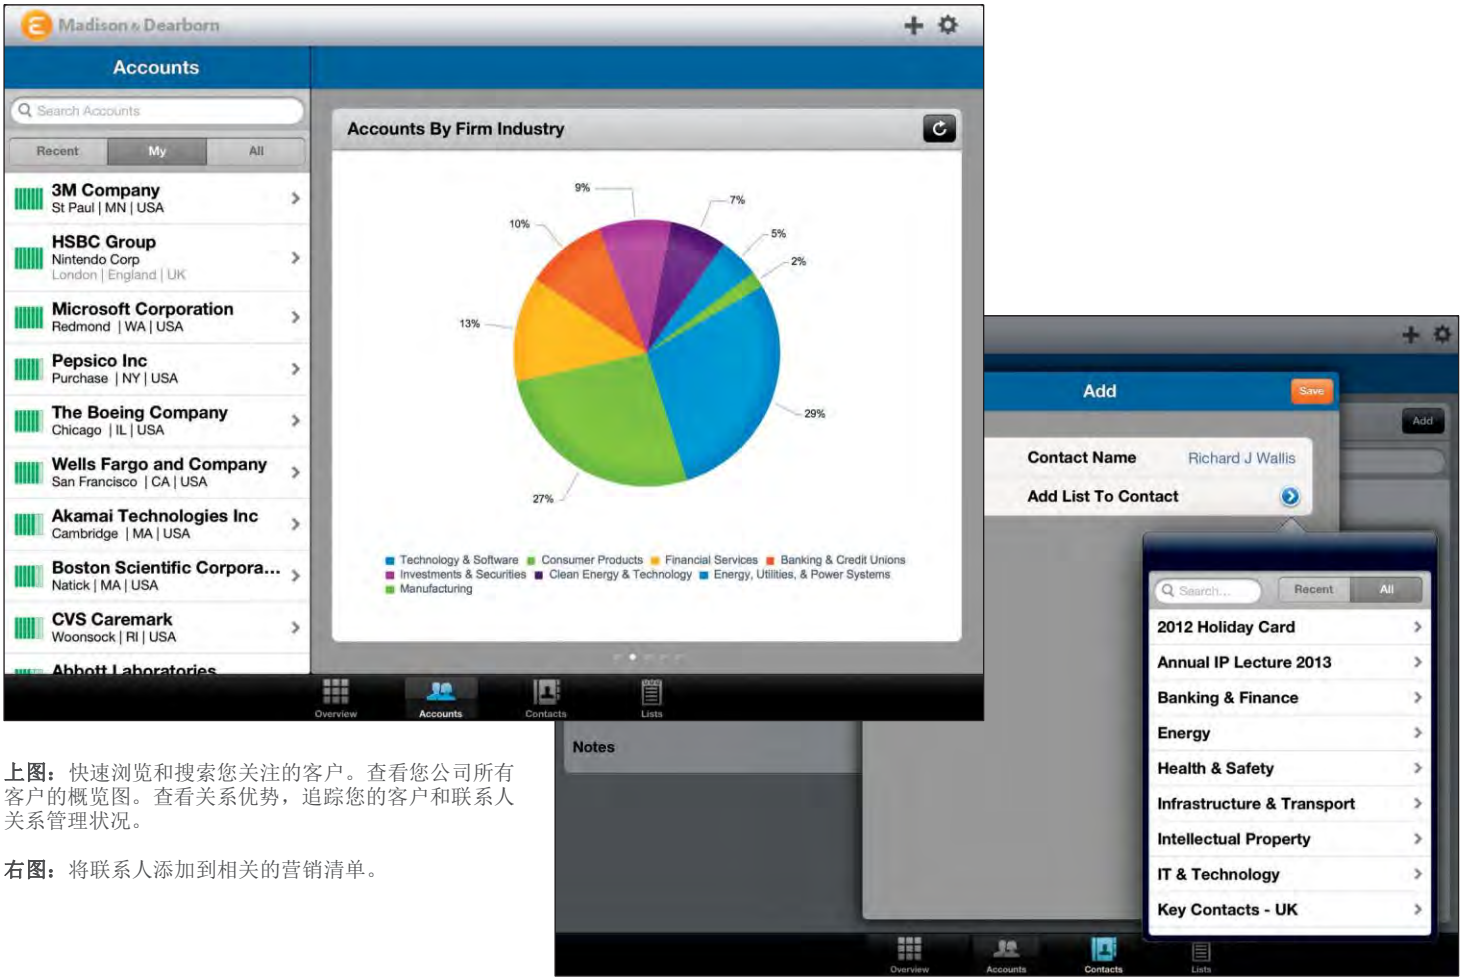 Madison & Dearborn
Accounts
Search Accounts
Recent My All
3M Company
St Paul | MN | USA
HSBC Group
Nintendo Corp
London | England | UK
Microsoft Corporation
Redmond | WA | USA
Pepsico Inc
Purchase | NY | USA
The Boeing Company
Chicago | IL | USA
Wells Fargo and Company
San Francisco | CA | USA
Akamai Technologies Inc
Cambridge | MA | USA
Boston Scientific Corpora...
Natick | MA | USA
CVS Caremark
Woonsock | RI | USA
Abbott Laboratories
Accounts By Firm Industry
9%
7%
10%
5%
2%
13%
29%
27%
Technology & Software Consumer Products Financial Services Banking & Credit Unions
Investments & Securities Clean Energy & Technology Energy, Utilities, & Power Systems
Manufacturing
Overview Accounts Contacts Lists
Add
Save
Add
Contact Name Richard J Wallis
Add List To Contact
Search... Recent All
2012 Holiday Card
Annual IP Lecture 2013
Banking & Finance
Energy
Health & Safety
Infrastructure & Transport
Intellectual Property
IT & Technology
Key Contacts - UK
Notes
Overview Accounts Contacts Lists
上图：快速浏览和搜索您关注的客户。查看您公司所有
客户的概览图。查看关系优势，追踪您的客户和联系人
关系管理状况。
右图：将联系人添加到相关的营销清单。